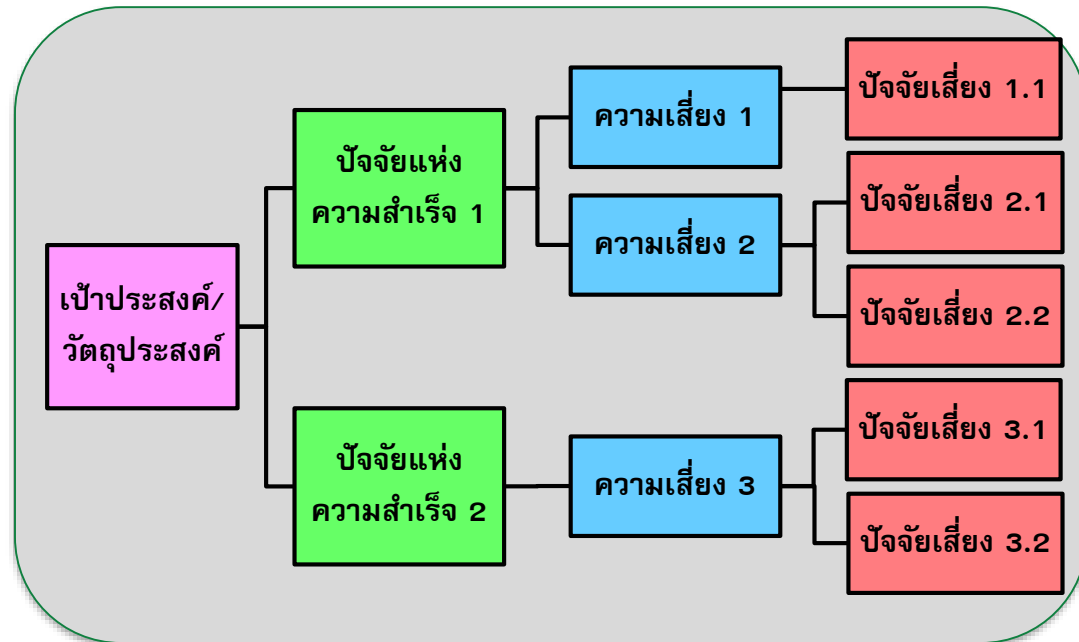 เป้าประสงค์/
วัตถุประสงค์
ปัจจัยแห่ง
ความสำเร็จ 1
ความเสี่ยง 1
ปัจจัยเสี่ยง 1.1
ความเสี่ยง 2
ปัจจัยเสี่ยง 2.1
ปัจจัยเสี่ยง 2.2
ปัจจัยแห่ง
ความสำเร็จ 2
ความเสี่ยง 3
ปัจจัยเสี่ยง 3.1
ปัจจัยเสี่ยง 3.2